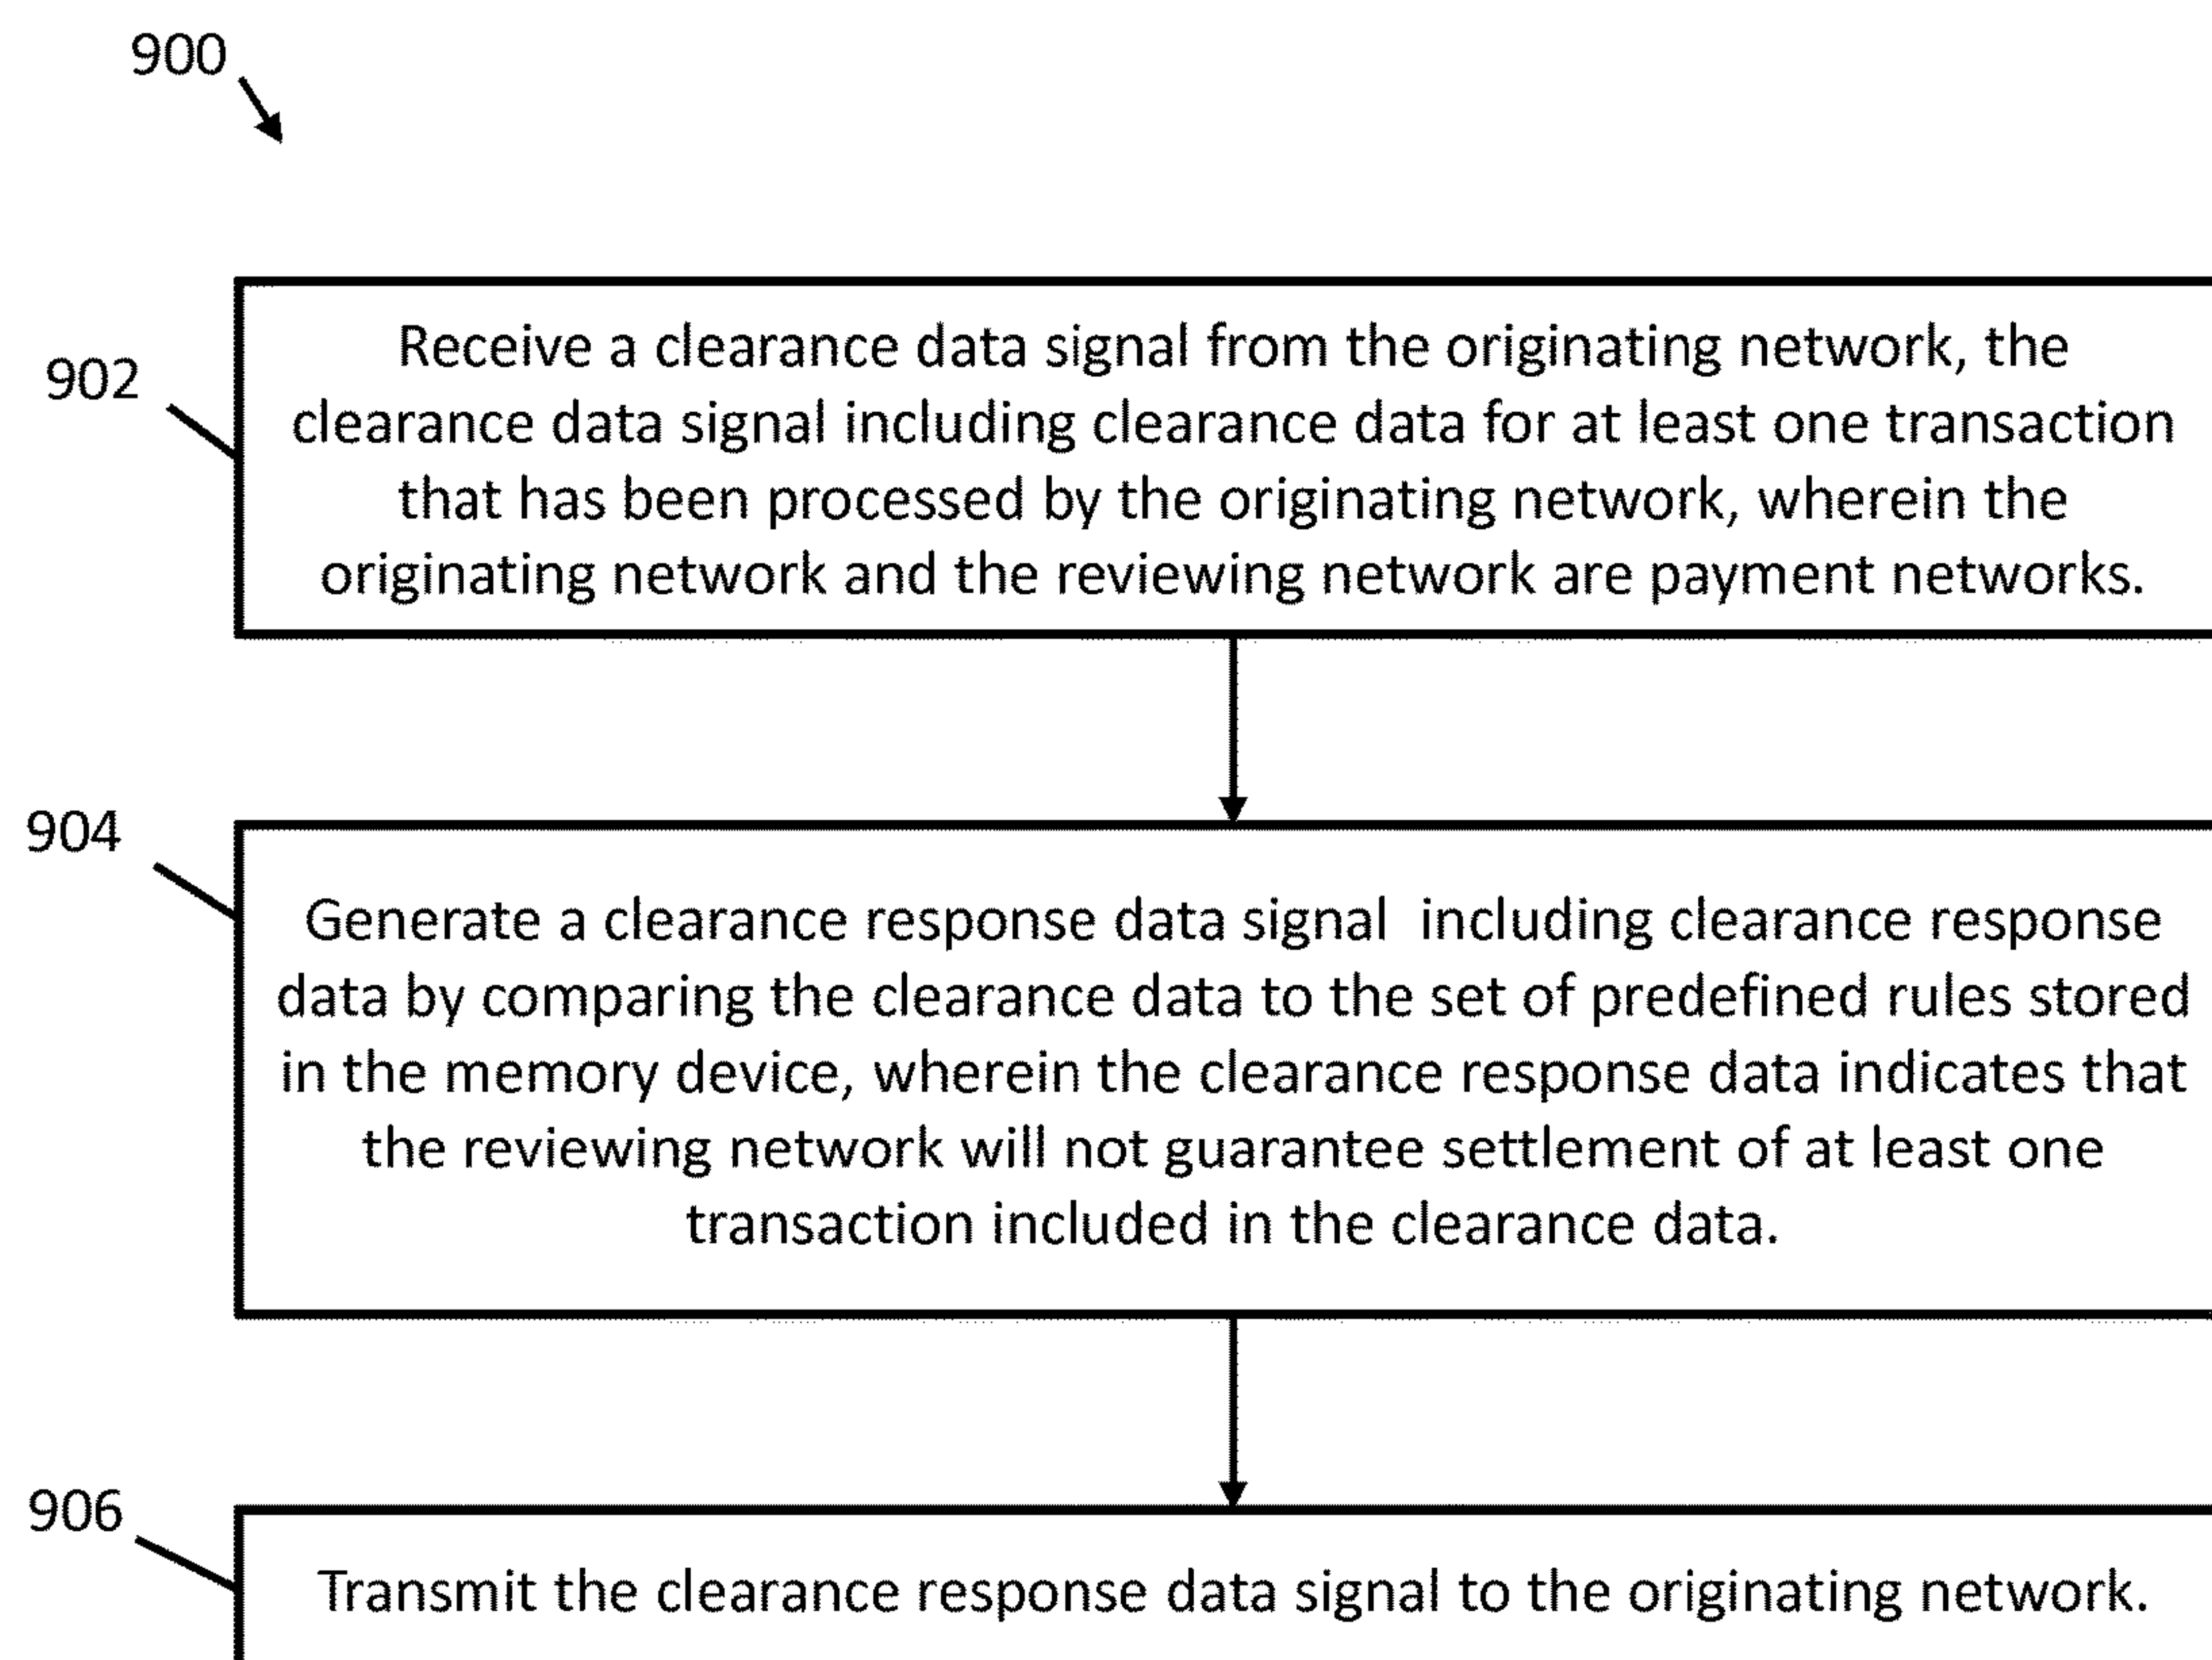 900
902
Receive a clearance data signal from the originating network, the
clearance data signal including clearance data for at least one transaction
that has been processed by the originating network, wherein the
originating network and the reviewing network are payment networks.
904
Generate a clearance response data signal  including clearance response
data by comparing the clearance data to the set of predefined rules stored
in the memory device, wherein the clearance response data indicates that
the reviewing network will not guarantee settlement of at least one
transaction included in the clearance data.
906
Transmit the clearance response data signal to the originating network.